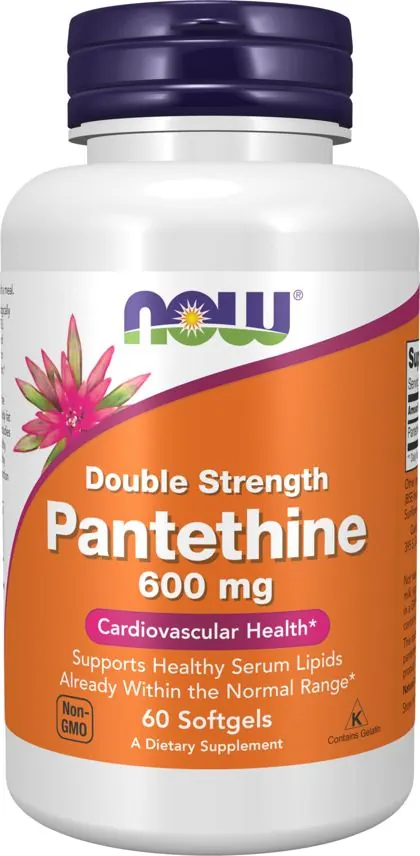 now®
Double Strength
Pantethine
600 mg
Cardiovascular Health*
Supports Healthy Serum Lipids
Already Within the Normal Range*
Non-
GMO
60 Softgels
A Dietary Supplement
K
Contains Gelatin